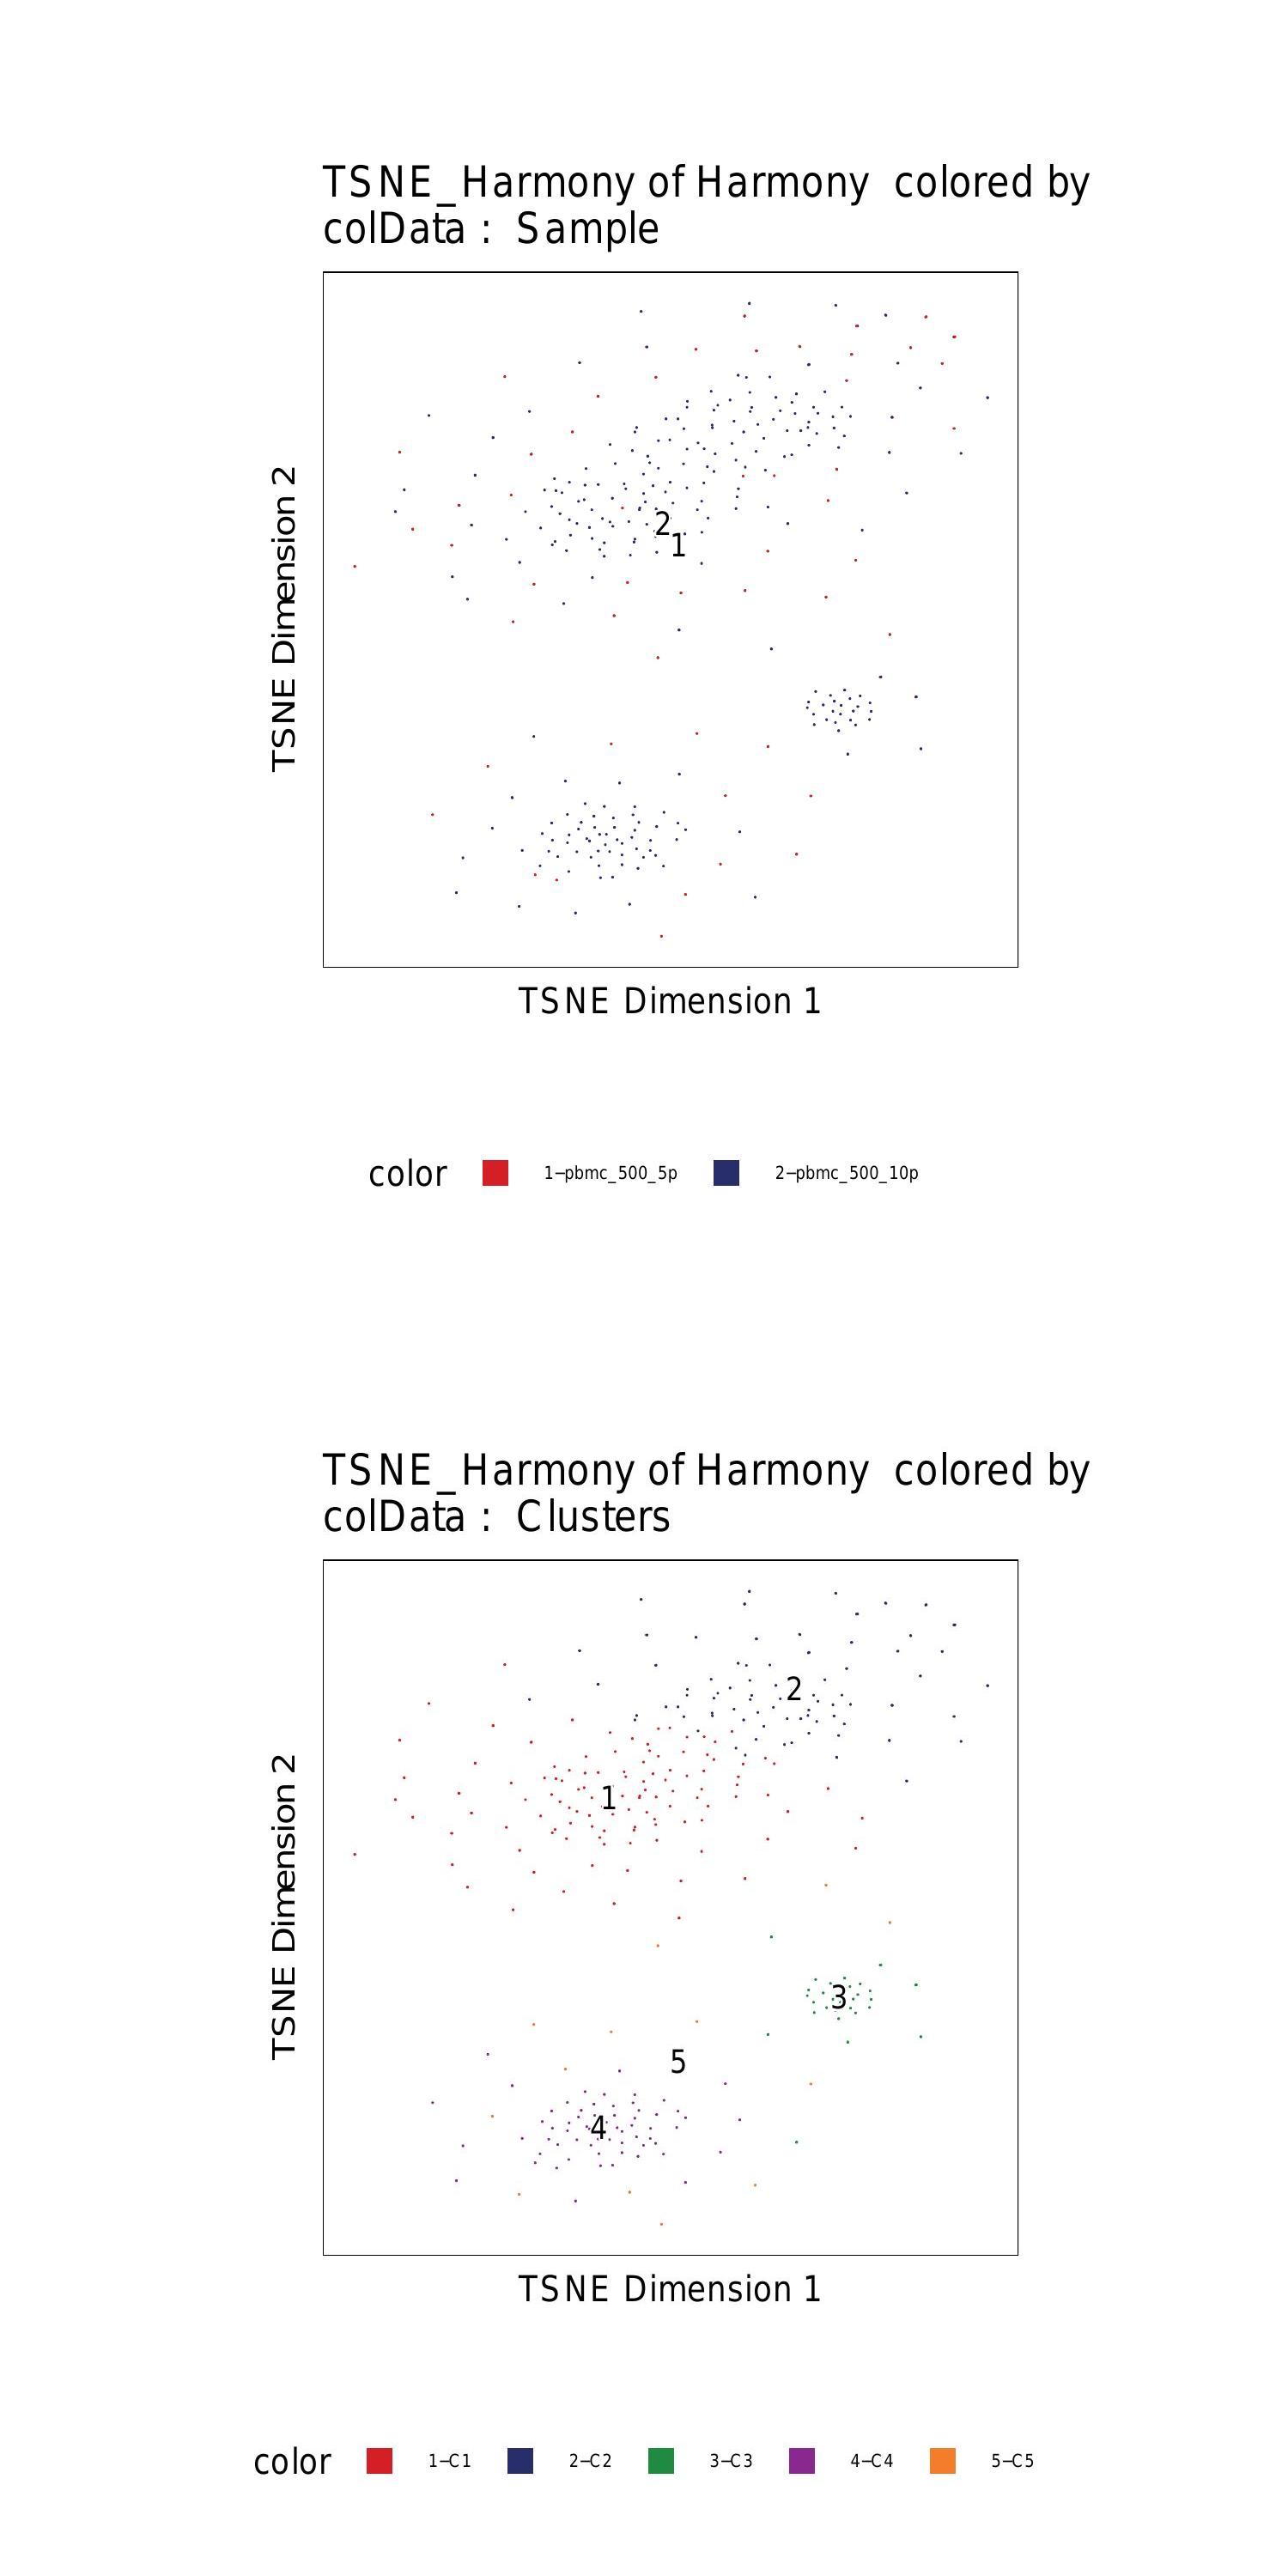 TSNE_Harmony of Harmony  colored by
colData :  Sample
TSNE Dimension 2
2
1
TSNE Dimension 1
color 1−pbmc_500_5p 2−pbmc_500_10p
TSNE_Harmony of Harmony  colored by
colData :  Clusters
TSNE Dimension 2
2
1
3
5
4
TSNE Dimension 1
color 1−C1 2−C2 3−C3 4−C4 5−C5